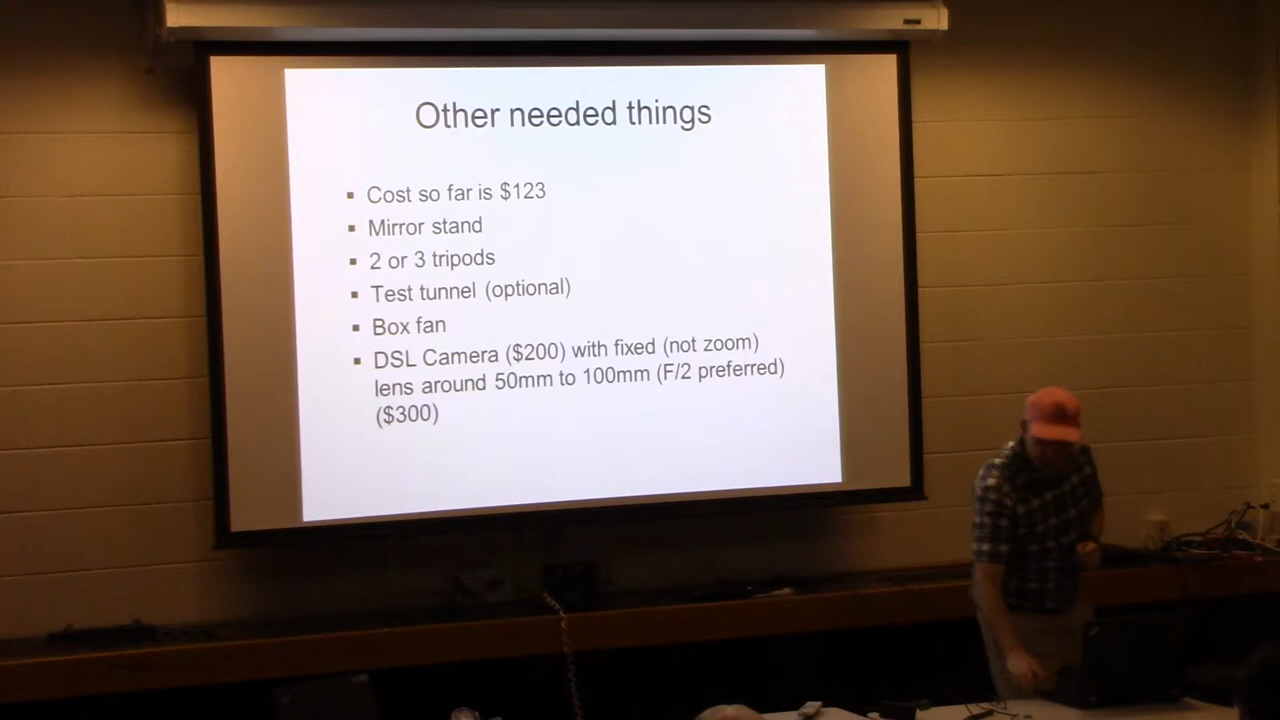 Other needed things
▪ Cost so far is $123
▪ Mirror stand
▪ 2 or 3 tripods
▪ Test tunnel (optional)
▪ Box fan
▪ DSL Camera ($200) with fixed (not zoom)
lens around 50mm to 100mm (F/2 preferred)
($300)